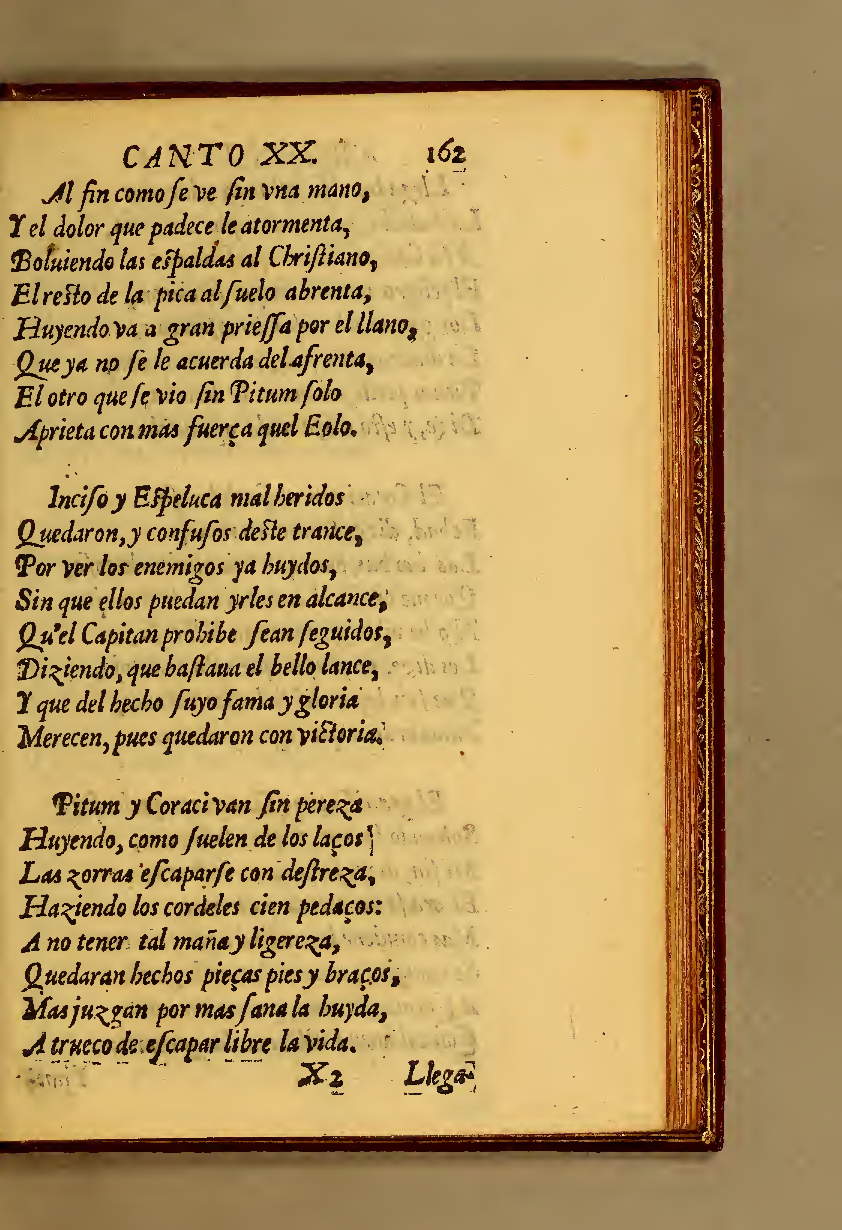 CANTO XX. 162
Al fin como ſe ve ſin vna mano,
Y el dolor que padece le atormenta,
Boluiendo las eſpaldas al Chriſtiano,
El reſto de la pica al ſuelo abrenta,
Huyendo va a gran prieſſa por el llano,
Que ya no ſe le acuerda del afrenta,
El otro que ſe vio ſin Pitum ſolo
Aprieta con mas fuerça quel Eolo.
Inciſo y Eſpeluca mal heridos
Quedaron, y confuſos deſte trance,
Por ver los enemigos ya huydos,
Sin que ellos puedan yrles en alcance,
Qu'el Capitan prohibe ſean ſeguidos,
Diziendo, que baſtaua el bello lance,
Y que del hecho ſuyo fama y gloria
Merecen, pues quedaron con victoria.
Pitum y Coraci van ſin pereza
Huyendo, como ſuelen de los laços
Las zorras eſcaparſe con deſtreza,
Haziendo los cordeles cien pedaços:
A no tener tal maña y ligereza,
Quedaran hechos pieças pies y braços,
Mas juzgan por mas ſana la huyda,
A trueco de eſcapar libre la vida.
X2 Llega